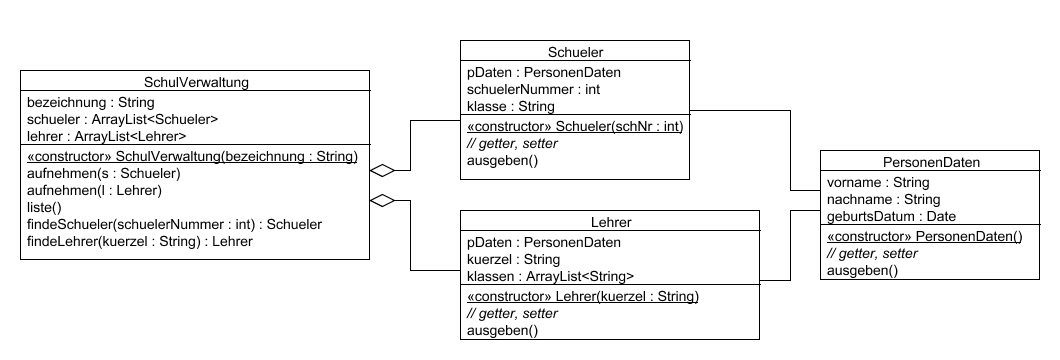 SchulVerwaltung
bezeichnung : String
schueler : ArrayList<Schueler>
lehrer : ArrayList<Lehrer>
«constructor» SchulVerwaltung(bezeichnung : String)
aufnehmen(s : Schueler)
aufnehmen(l : Lehrer)
liste()
findeSchueler(schuelerNummer : int) : Schueler
findeLehrer(kuerzel : String) : Lehrer
Schueler
pDaten : PersonenDaten
schuelerNummer : int
klasse : String
«constructor» Schueler(schNr : int)
// getter, setter
ausgeben()
Lehrer
pDaten : PersonenDaten
kuerzel : String
klassen : ArrayList<String>
«constructor» Lehrer(kuerzel : String)
// getter, setter
ausgeben()
PersonenDaten
vorname : String
nachname : String
geburtsDatum : Date
«constructor» PersonenDaten()
// getter, setter
ausgeben()